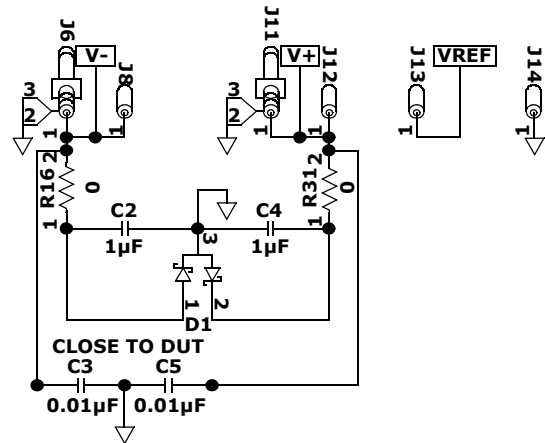 J6
V-
J8
J11
V+
J12
J13
VREF
J14
3
2
1
1
3
2
1
1
1
1
2
R16
0
1
2
R31
0
1
C2
1µF
C4
1µF
3
1
2
D1
CLOSE TO DUT
C3
C5
0.01µF
0.01µF